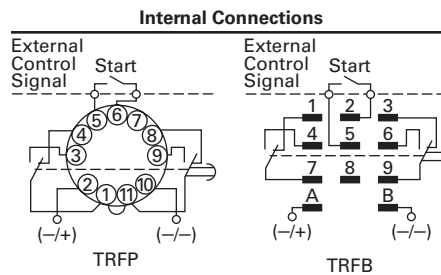 Internal Connections
External
Control
Signal
Start
5 6 7
4 8
3 9
2 10
1 11
(–/+) (–/–)
TRFP
External
Control
Signal
Start
1 2 3
4 5 6
7 8 9
A B
(–/+) (–/–)
TRFB